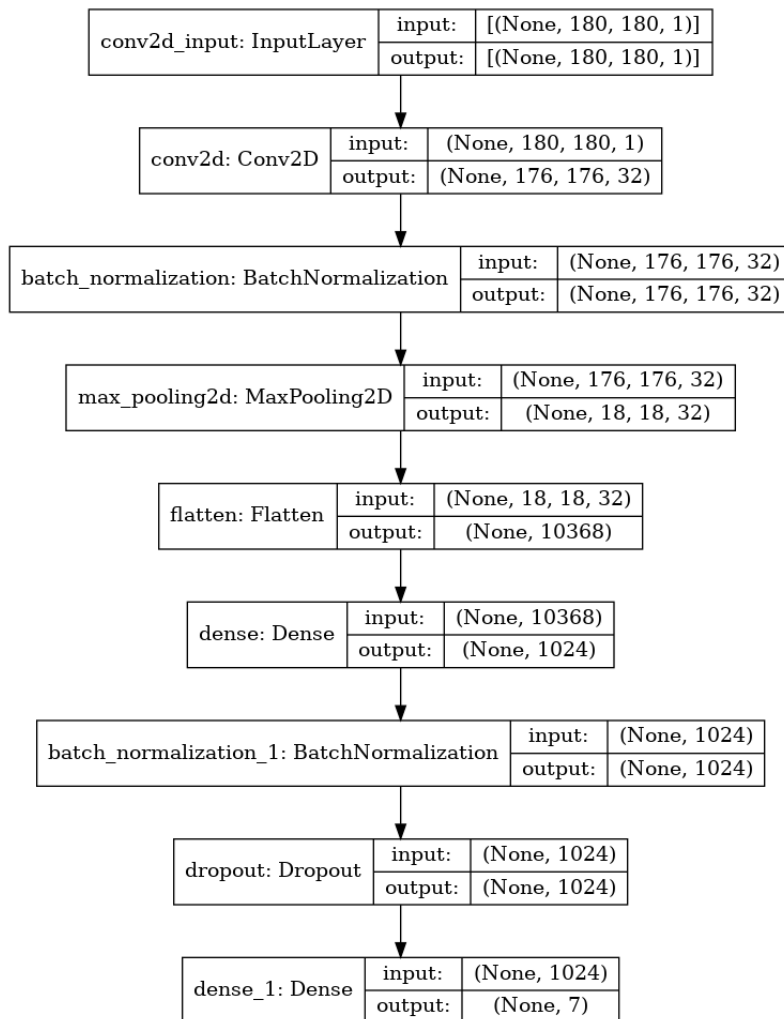 conv2d_input: InputLayer
input: [(None, 180, 180, 1)]
output: [(None, 180, 180, 1)]
conv2d: Conv2D
input: (None, 180, 180, 1)
output: (None, 176, 176, 32)
batch_normalization: BatchNormalization
input: (None, 176, 176, 32)
output: (None, 176, 176, 32)
max_pooling2d: MaxPooling2D
input: (None, 176, 176, 32)
output: (None, 18, 18, 32)
flatten: Flatten
input: (None, 18, 18, 32)
output: (None, 10368)
dense: Dense
input: (None, 10368)
output: (None, 1024)
batch_normalization_1: BatchNormalization
input: (None, 1024)
output: (None, 1024)
dropout: Dropout
input: (None, 1024)
output: (None, 1024)
dense_1: Dense
input: (None, 1024)
output: (None, 7)